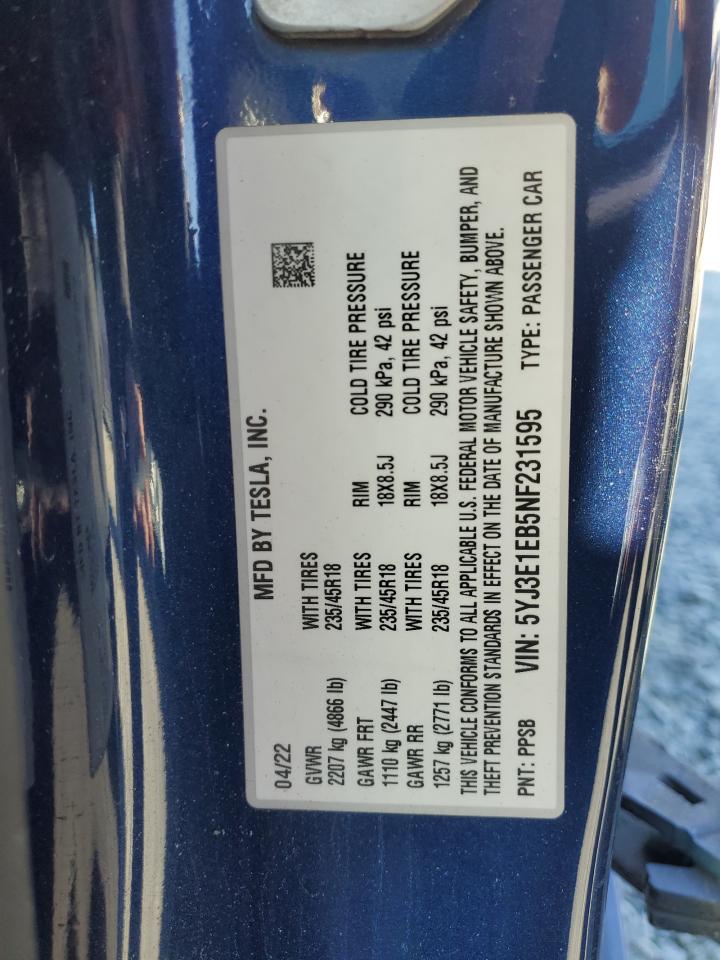 MFD BY TESLA, INC.
04/22
GVWR WITH TIRES
2207 kg (4866 lb) 235/45R18
GAWR FRT WITH TIRES RIM COLD TIRE PRESSURE
1110 kg (2447 lb) 235/45R18 18X8.5J 290 kPa, 42 psi
GAWR RR WITH TIRES RIM COLD TIRE PRESSURE
1257 kg (2771 lb) 235/45R18 18X8.5J 290 kPa, 42 psi
THIS VEHICLE CONFORMS TO ALL APPLICABLE U.S. FEDERAL MOTOR VEHICLE SAFETY, BUMPER, AND
THEFT PREVENTION STANDARDS IN EFFECT ON THE DATE OF MANUFACTURE SHOWN ABOVE.
PNT: PPSB VIN: 5YJ3E1EB5NF231595 TYPE: PASSENGER CAR